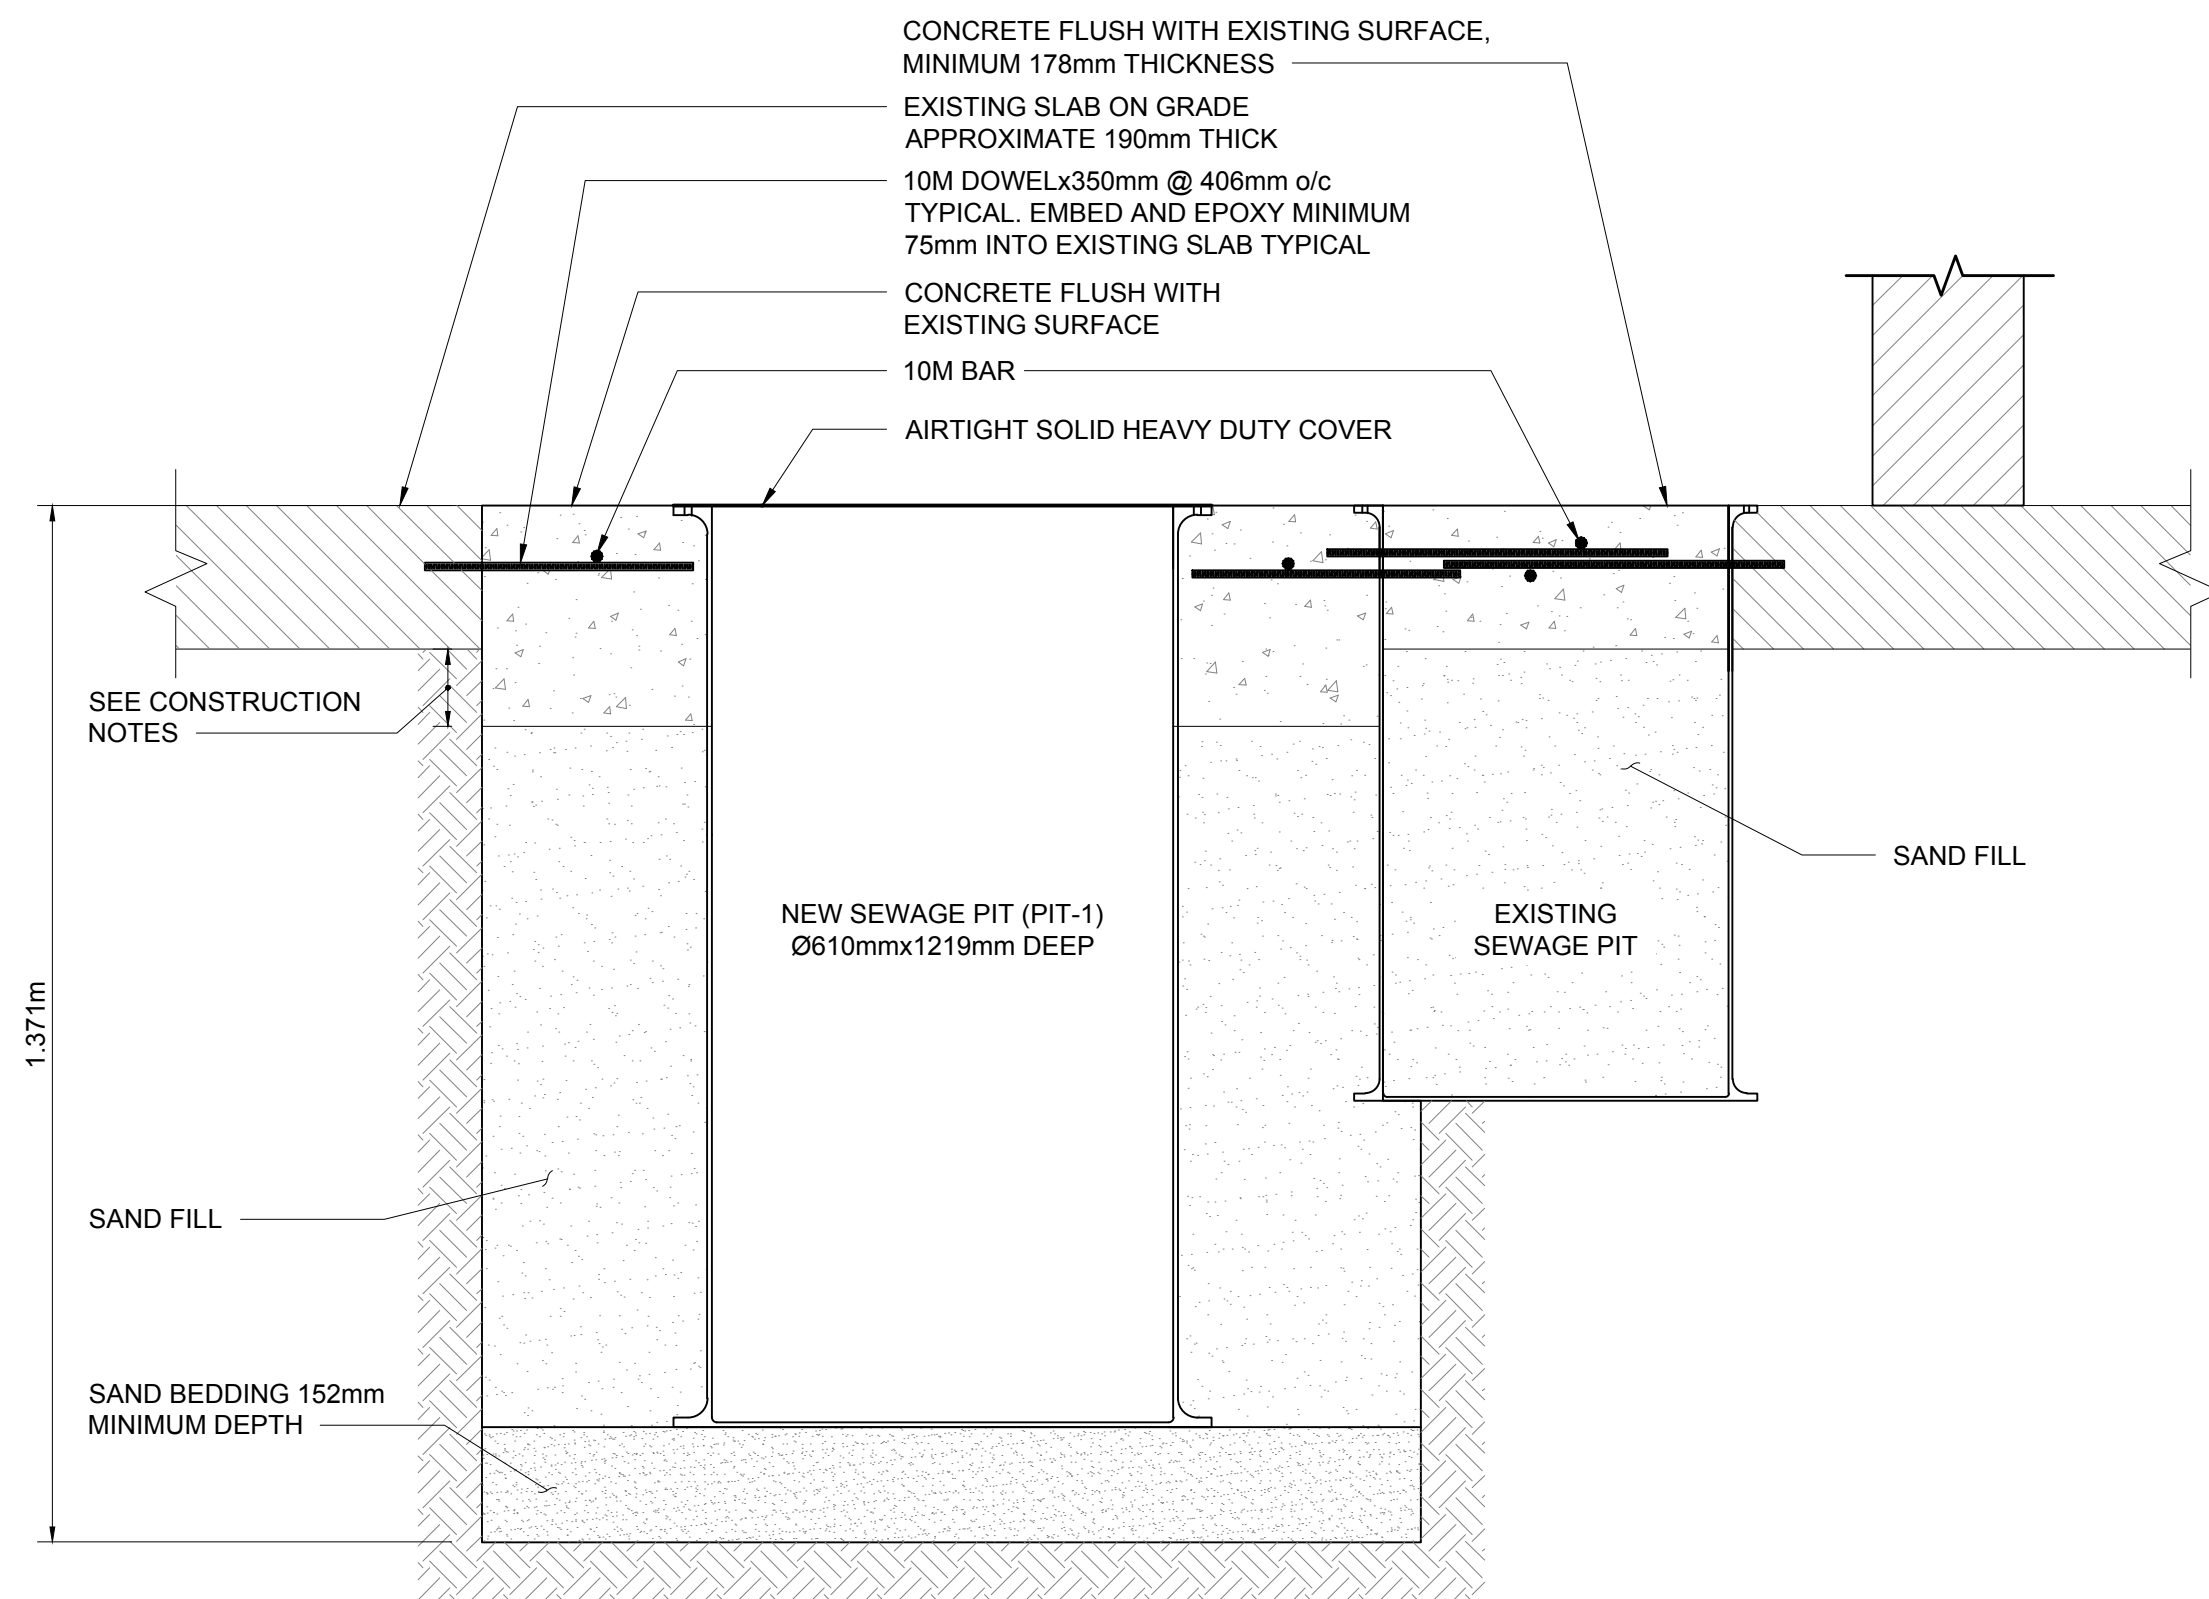 CONCRETE FLUSH WITH EXISTING SURFACE,
MINIMUM 178mm THICKNESS
EXISTING SLAB ON GRADE
APPROXIMATE 190mm THICK
10M DOWELx350mm @ 406mm o/c
TYPICAL. EMBED AND EPOXY MINIMUM
75mm INTO EXISTING SLAB TYPICAL
CONCRETE FLUSH WITH
EXISTING SURFACE
10M BAR
AIRTIGHT SOLID HEAVY DUTY COVER
SEE CONSTRUCTION
NOTES
SAND FILL
NEW SEWAGE PIT (PIT-1)
Ø610mmx1219mm DEEP
EXISTING
SEWAGE PIT
1.371m
SAND FILL
SAND BEDDING 152mm
MINIMUM DEPTH